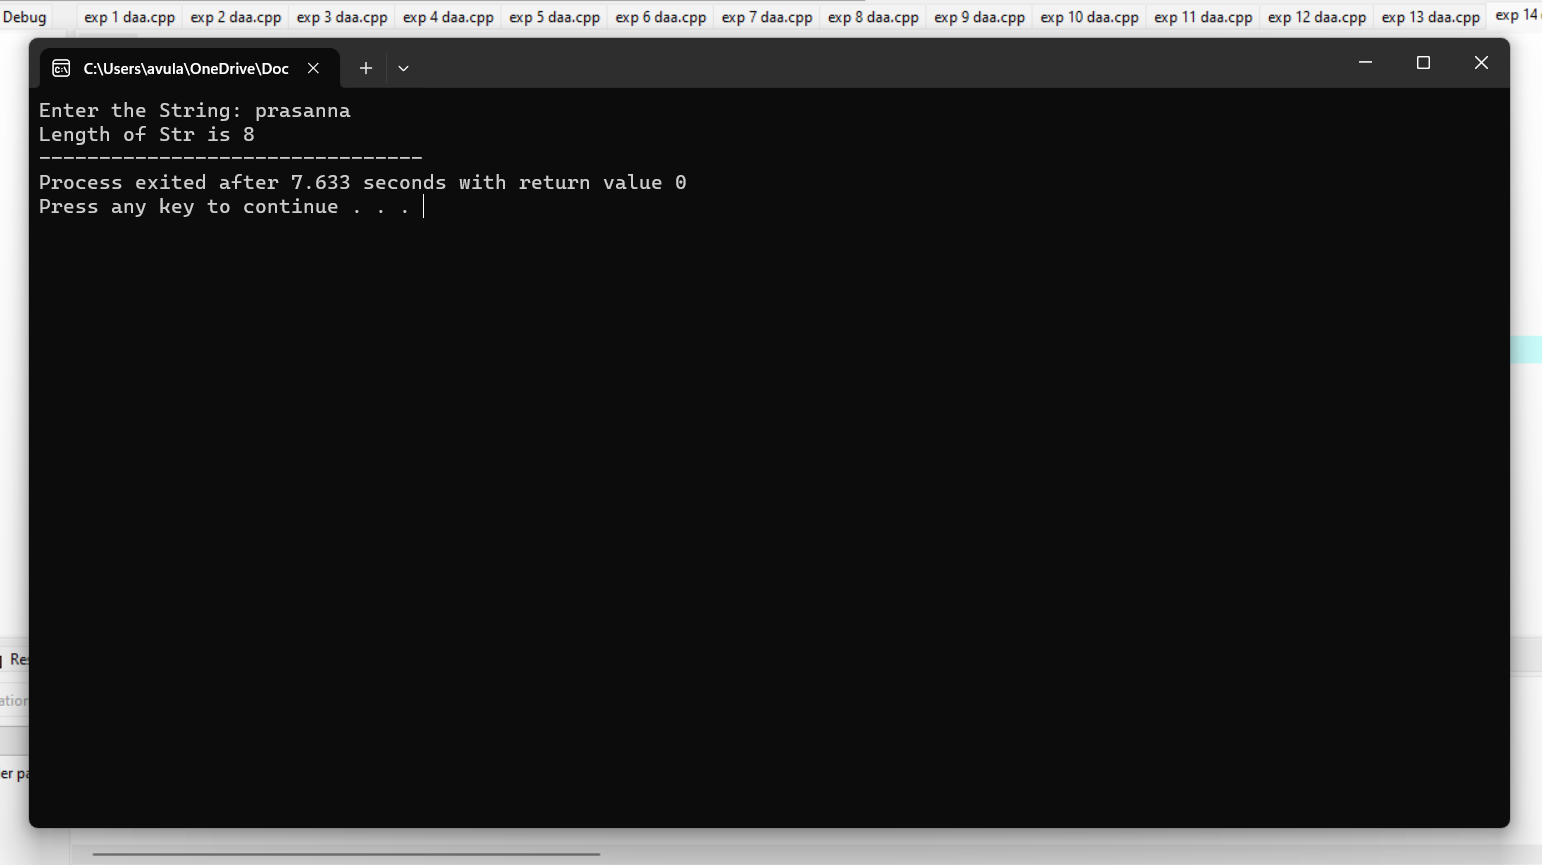 Debug exp 1 daa.cpp exp 2 daa.cpp exp 3 daa.cpp exp 4 daa.cpp exp 5 daa.cpp exp 6 daa.cpp exp 7 daa.cpp exp 8 daa.cpp exp 9 daa.cpp exp 10 daa.cpp exp 11 daa.cpp exp 12 daa.cpp exp 13 daa.cpp exp 14
C:\Users\avula\OneDrive\Doc
Enter the String: prasanna
Length of Str is 8
--------------------------------
Process exited after 7.633 seconds with return value 0
Press any key to continue . . .